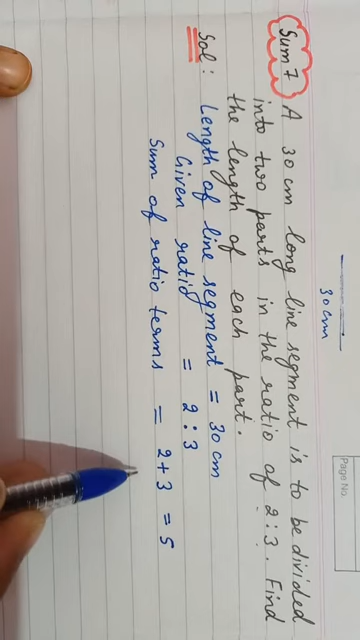 Page No.
30 cm
Sum 7 A 30 cm long line segment is to be divided
into two parts in the ratio of 2:3. Find
the length of each part.
Sol: Length of line segment = 30 cm
Given ratio = 2:3
Sum of ratio terms = 2+3 = 5